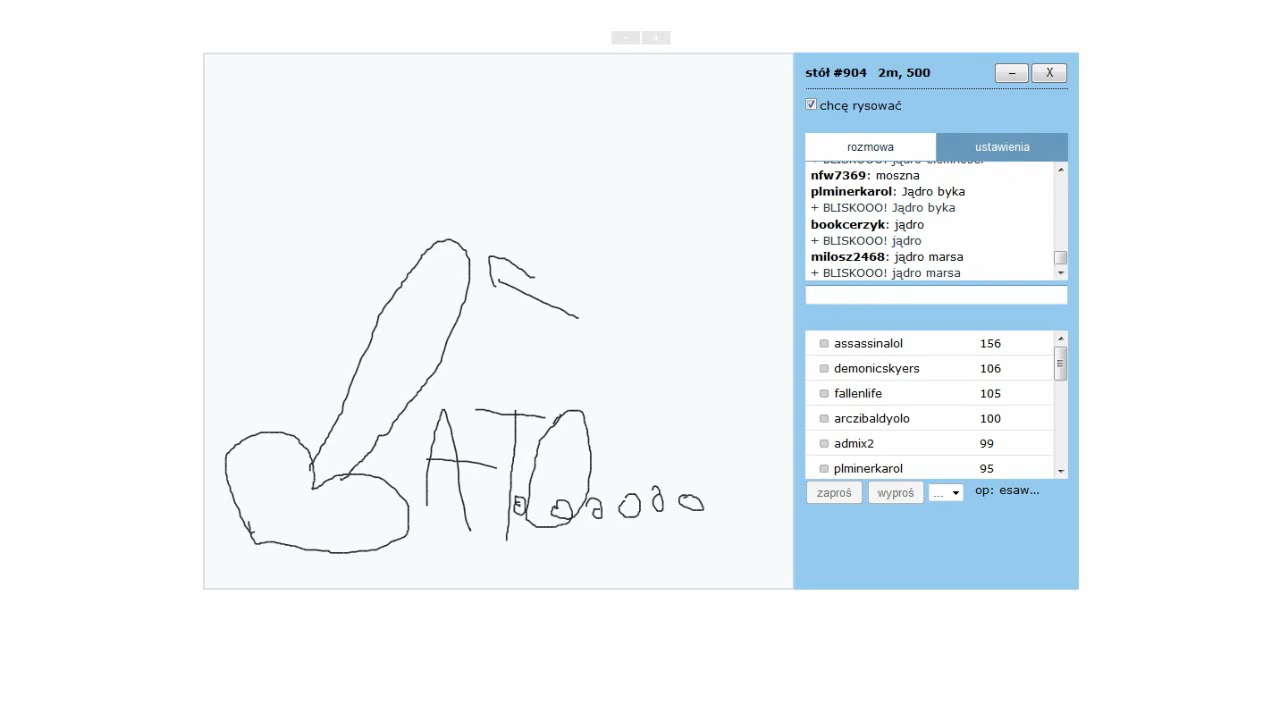 stół #904 2m, 500
– X
chcę rysować
rozmowa ustawienia
nfw7369: moszna
plminerkarol: Jądro byka
+ BLISKOOO! Jądro byka
bookcerzyk: jądro
+ BLISKOOO! jądro
milosz2468: jądro marsa
+ BLISKOOO! jądro marsa
assassinalol 156
demonicskyers 106
fallenlife 105
arczibaldyolo 100
admix2 99
plminerkarol 95
zaproś wyproś ... op: esaw...
ATO